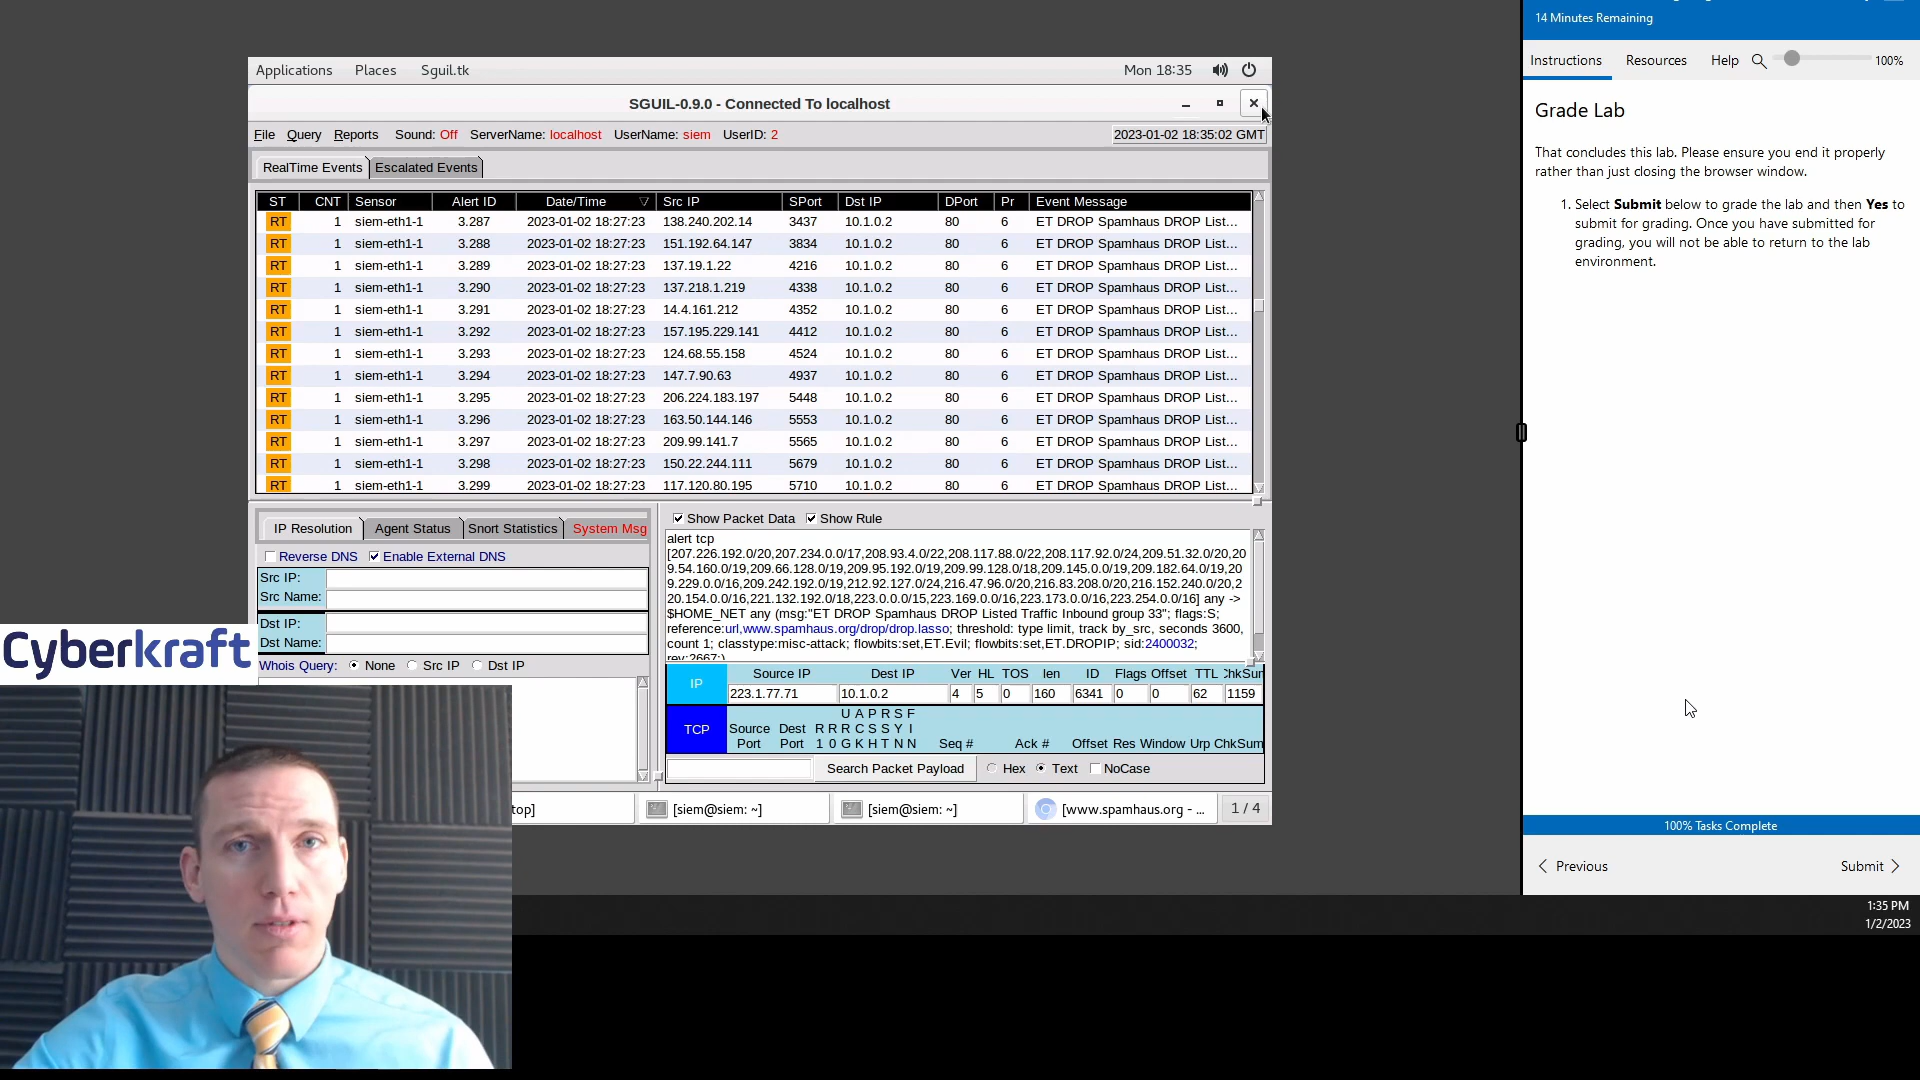 14 Minutes Remaining
Instructions Resources Help 100%
Grade Lab
That concludes this lab. Please ensure you end it properly
rather than just closing the browser window.
1. Select Submit below to grade the lab and then Yes to
submit for grading. Once you have submitted for
grading, you will not be able to return to the lab
environment.
100% Tasks Complete
Previous Submit
1:35 PM
1/2/2023
Applications Places Sguil.tk Mon 18:35
SGUIL-0.9.0 - Connected To localhost
File Query Reports Sound: Off ServerName: localhost UserName: siem UserID: 2 2023-01-02 18:35:02 GMT
RealTime Events Escalated Events
ST CNT Sensor Alert ID Date/Time Src IP SPort Dst IP DPort Pr Event Message
RT 1 siem-eth1-1 3.287 2023-01-02 18:27:23 138.240.202.14 3437 10.1.0.2 80 6 ET DROP Spamhaus DROP List...
RT 1 siem-eth1-1 3.288 2023-01-02 18:27:23 151.192.64.147 3834 10.1.0.2 80 6 ET DROP Spamhaus DROP List...
RT 1 siem-eth1-1 3.289 2023-01-02 18:27:23 137.19.1.22 4216 10.1.0.2 80 6 ET DROP Spamhaus DROP List...
RT 1 siem-eth1-1 3.290 2023-01-02 18:27:23 137.218.1.219 4338 10.1.0.2 80 6 ET DROP Spamhaus DROP List...
RT 1 siem-eth1-1 3.291 2023-01-02 18:27:23 14.4.161.212 4352 10.1.0.2 80 6 ET DROP Spamhaus DROP List...
RT 1 siem-eth1-1 3.292 2023-01-02 18:27:23 157.195.229.141 4412 10.1.0.2 80 6 ET DROP Spamhaus DROP List...
RT 1 siem-eth1-1 3.293 2023-01-02 18:27:23 124.68.55.158 4524 10.1.0.2 80 6 ET DROP Spamhaus DROP List...
RT 1 siem-eth1-1 3.294 2023-01-02 18:27:23 147.7.90.63 4937 10.1.0.2 80 6 ET DROP Spamhaus DROP List...
RT 1 siem-eth1-1 3.295 2023-01-02 18:27:23 206.224.183.197 5448 10.1.0.2 80 6 ET DROP Spamhaus DROP List...
RT 1 siem-eth1-1 3.296 2023-01-02 18:27:23 163.50.144.146 5553 10.1.0.2 80 6 ET DROP Spamhaus DROP List...
RT 1 siem-eth1-1 3.297 2023-01-02 18:27:23 209.99.141.7 5565 10.1.0.2 80 6 ET DROP Spamhaus DROP List...
RT 1 siem-eth1-1 3.298 2023-01-02 18:27:23 150.22.244.111 5679 10.1.0.2 80 6 ET DROP Spamhaus DROP List...
RT 1 siem-eth1-1 3.299 2023-01-02 18:27:23 117.120.80.195 5710 10.1.0.2 80 6 ET DROP Spamhaus DROP List...
IP Resolution Agent Status Snort Statistics System Msg
Reverse DNS Enable External DNS
Src IP:
Src Name:
Dst IP:
Dst Name:
Whois Query: None Src IP Dst IP
Show Packet Data Show Rule
alert tcp
[207.226.192.0/20,207.234.0.0/17,208.93.4.0/22,208.117.88.0/22,208.117.92.0/24,209.51.32.0/20,20
9.54.160.0/19,209.66.128.0/19,209.95.192.0/19,209.99.128.0/18,209.145.0.0/19,209.182.64.0/19,20
9.229.0.0/16,209.242.192.0/19,212.92.127.0/24,216.47.96.0/20,216.83.208.0/20,216.152.240.0/20,2
20.154.0.0/16,221.132.192.0/18,223.0.0.0/15,223.169.0.0/16,223.173.0.0/16,223.254.0.0/16] any ->
$HOME_NET any (msg:"ET DROP Spamhaus DROP Listed Traffic Inbound group 33"; flags:S;
reference:url,www.spamhaus.org/drop/drop.lasso; threshold: type limit, track by_src, seconds 3600,
count 1; classtype:misc-attack; flowbits:set,ET.Evil; flowbits:set,ET.DROPIP; sid:2400032;
rev:2667;)
IP Source IP Dest IP Ver HL TOS len ID Flags Offset TTL ChkSum
223.1.77.71 10.1.0.2 4 5 0 160 6341 0 0 62 1159
U A P R S F
TCP Source Dest R R R C S S Y I
Port Port 1 0 G K H T N N Seq # Ack # Offset Res Window Urp ChkSum
Search Packet Payload Hex Text NoCase
top] [siem@siem: ~] [siem@siem: ~] [www.spamhaus.org - ... 1 / 4
Cyberkraft